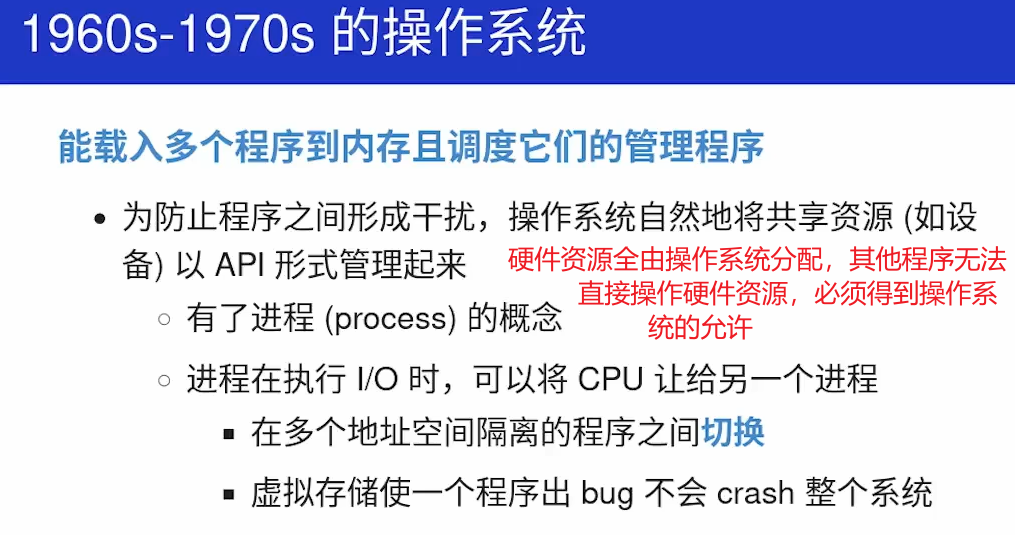 1960s-1970s 的操作系统
能载入多个程序到内存且调度它们的管理程序
为防止程序之间形成干扰，操作系统自然地将共享资源 (如设
备) 以 API 形式管理起来
硬件资源全由操作系统分配，其他程序无法
直接操作硬件资源，必须得到操作系
统的允许
有了进程 (process) 的概念
进程在执行 I/O 时，可以将 CPU 让给另一个进程
在多个地址空间隔离的程序之间切换
虚拟存储使一个程序出 bug 不会 crash 整个系统